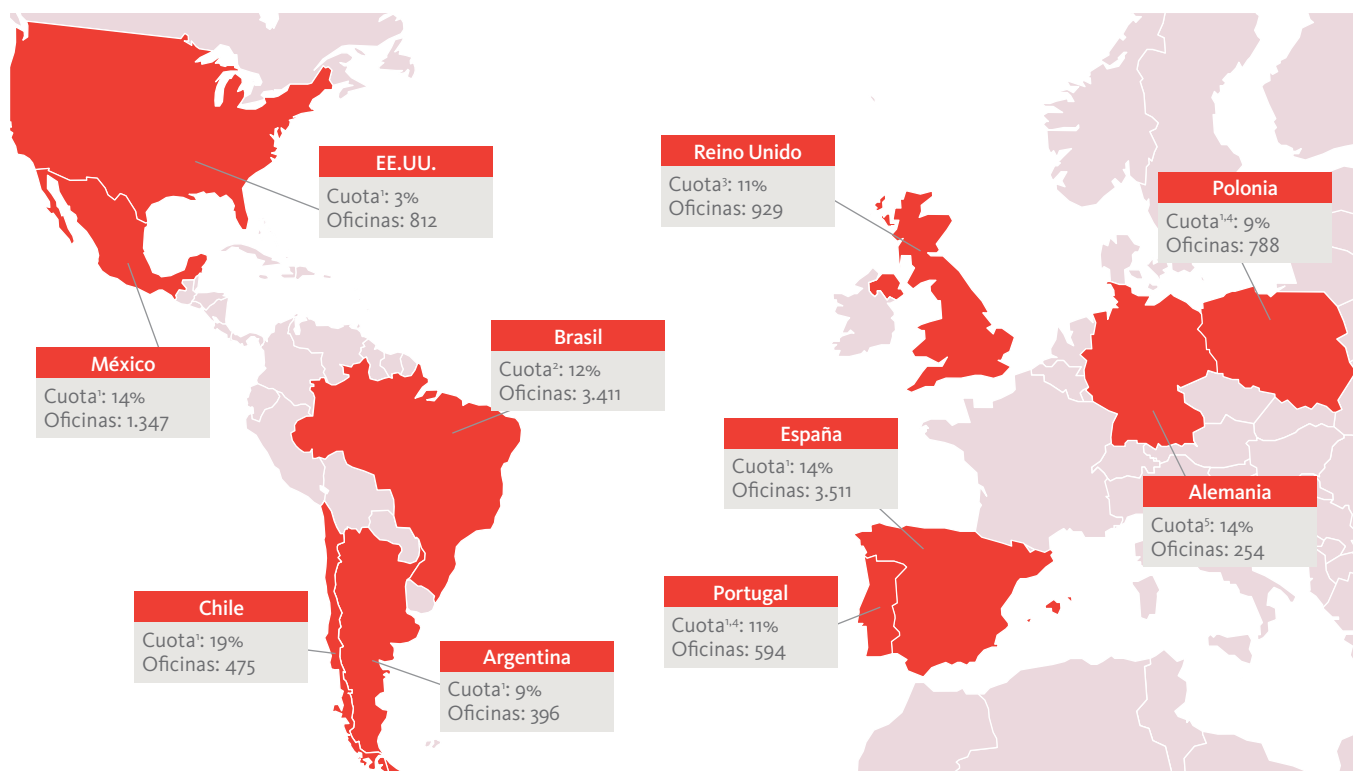 EE.UU.
Cuota¹: 3%
Oficinas: 812
México
Cuota¹: 14%
Oficinas: 1.347
Brasil
Cuota²: 12%
Oficinas: 3.411
Chile
Cuota¹: 19%
Oficinas: 475
Argentina
Cuota¹: 9%
Oficinas: 396
Reino Unido
Cuota³: 11%
Oficinas: 929
Polonia
Cuota¹,⁴: 9%
Oficinas: 788
España
Cuota¹: 14%
Oficinas: 3.511
Alemania
Cuota⁵: 14%
Oficinas: 254
Portugal
Cuota¹,⁴: 11%
Oficinas: 594